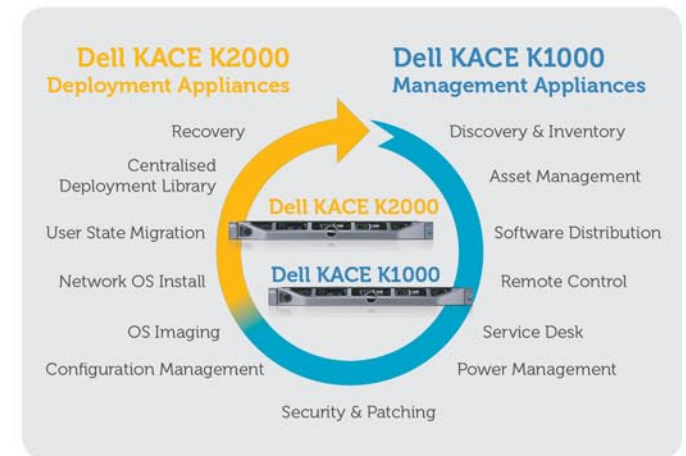 Dell KACE K2000
Deployment Appliances
Dell KACE K1000
Management Appliances
Recovery
Centralised
Deployment Library
User State Migration
Network OS Install
OS Imaging
Configuration Management
Security & Patching
Discovery & Inventory
Asset Management
Software Distribution
Remote Control
Service Desk
Power Management
Dell KACE K2000
Dell KACE K1000